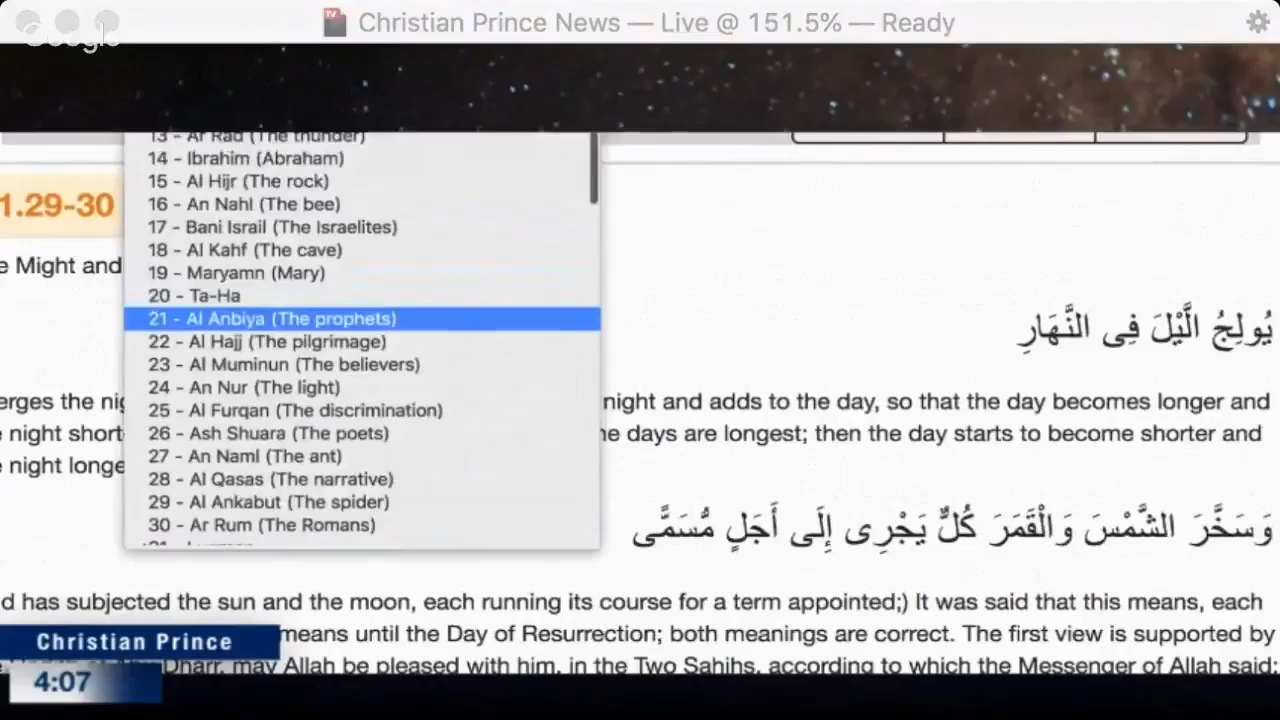 Christian Prince News — Live @ 151.5% — Ready
Google
13 - Ar Rad (The thunder)
14 - Ibrahim (Abraham)
15 - Al Hijr (The rock)
16 - An Nahl (The bee)
1.29-30
17 - Bani Israil (The Israelites)
18 - Al Kahf (The cave)
e Might and
19 - Maryamn (Mary)
20 - Ta-Ha
21 - Al Anbiya (The prophets)
يُولِجُ الَّيْلَ فِى النَّهَارِ
22 - Al Hajj (The pilgrimage)
23 - Al Muminun (The believers)
24 - An Nur (The light)
erges the nig
night and adds to the day, so that the day becomes longer and
25 - Al Furqan (The discrimination)
e night short
26 - Ash Shuara (The poets)
he days are longest; then the day starts to become shorter and
27 - An Naml (The ant)
e night longe
28 - Al Qasas (The narrative)
29 - Al Ankabut (The spider)
30 - Ar Rum (The Romans)
وَسَخَّرَ الشَّمْسَ وَالْقَمَرَ كُلٌّ يَجْرِى إِلَى أَجَلٍ مُّسَمًّى
d has subjected the sun and the moon, each running its course for a term appointed;) It was said that this means, each
Christian Prince
means until the Day of Resurrection; both meanings are correct. The first view is supported by
Dharr, may Allah be pleased with him, in the Two Sahihs, according to which the Messenger of Allah said:
4:07